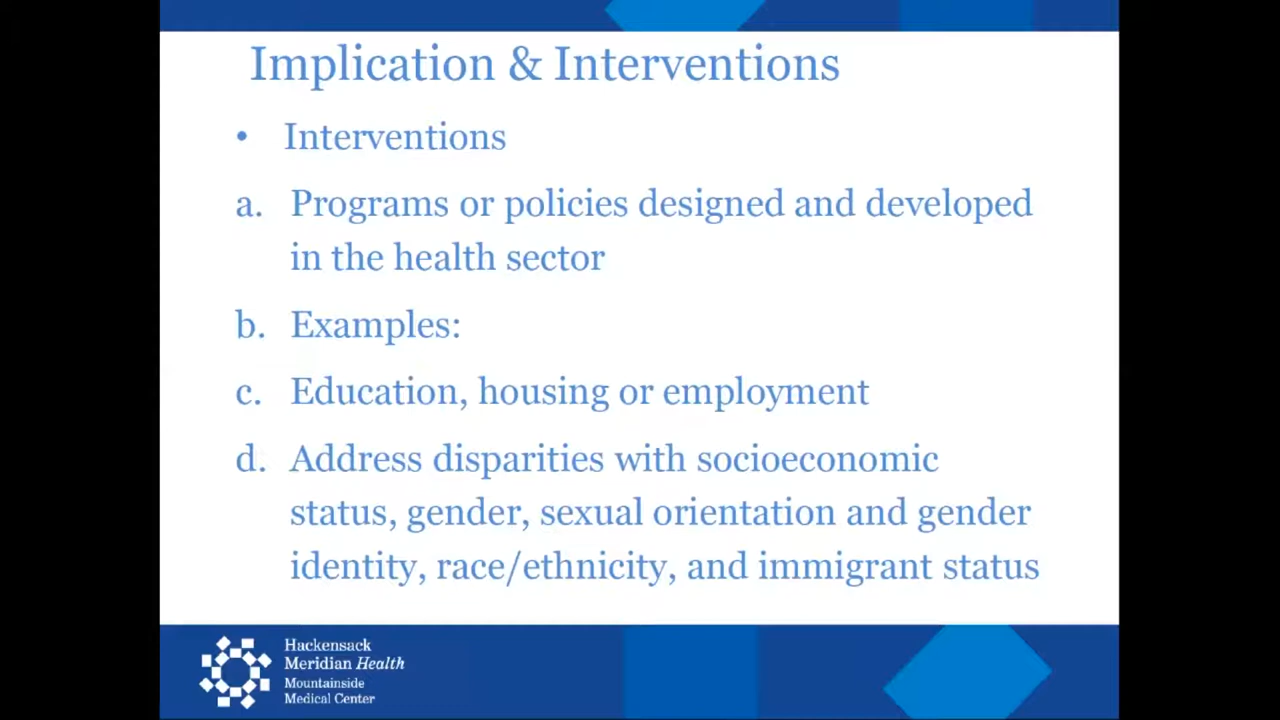 Implication & Interventions
• Interventions
a. Programs or policies designed and developed
in the health sector
b. Examples:
c. Education, housing or employment
d. Address disparities with socioeconomic
status, gender, sexual orientation and gender
identity, race/ethnicity, and immigrant status
Hackensack
Meridian Health
Mountainside
Medical Center